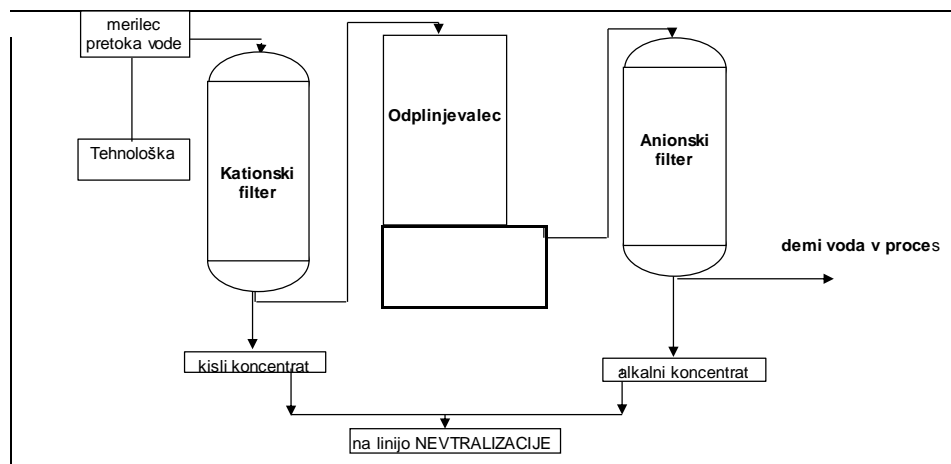 merilec
pretoka vode
Tehnološka
Kationski
filter
Odplinjevalec
Anionski
filter
demi voda v proces
kisli koncentrat
alkalni koncentrat
na linijo NEVTRALIZACIJE